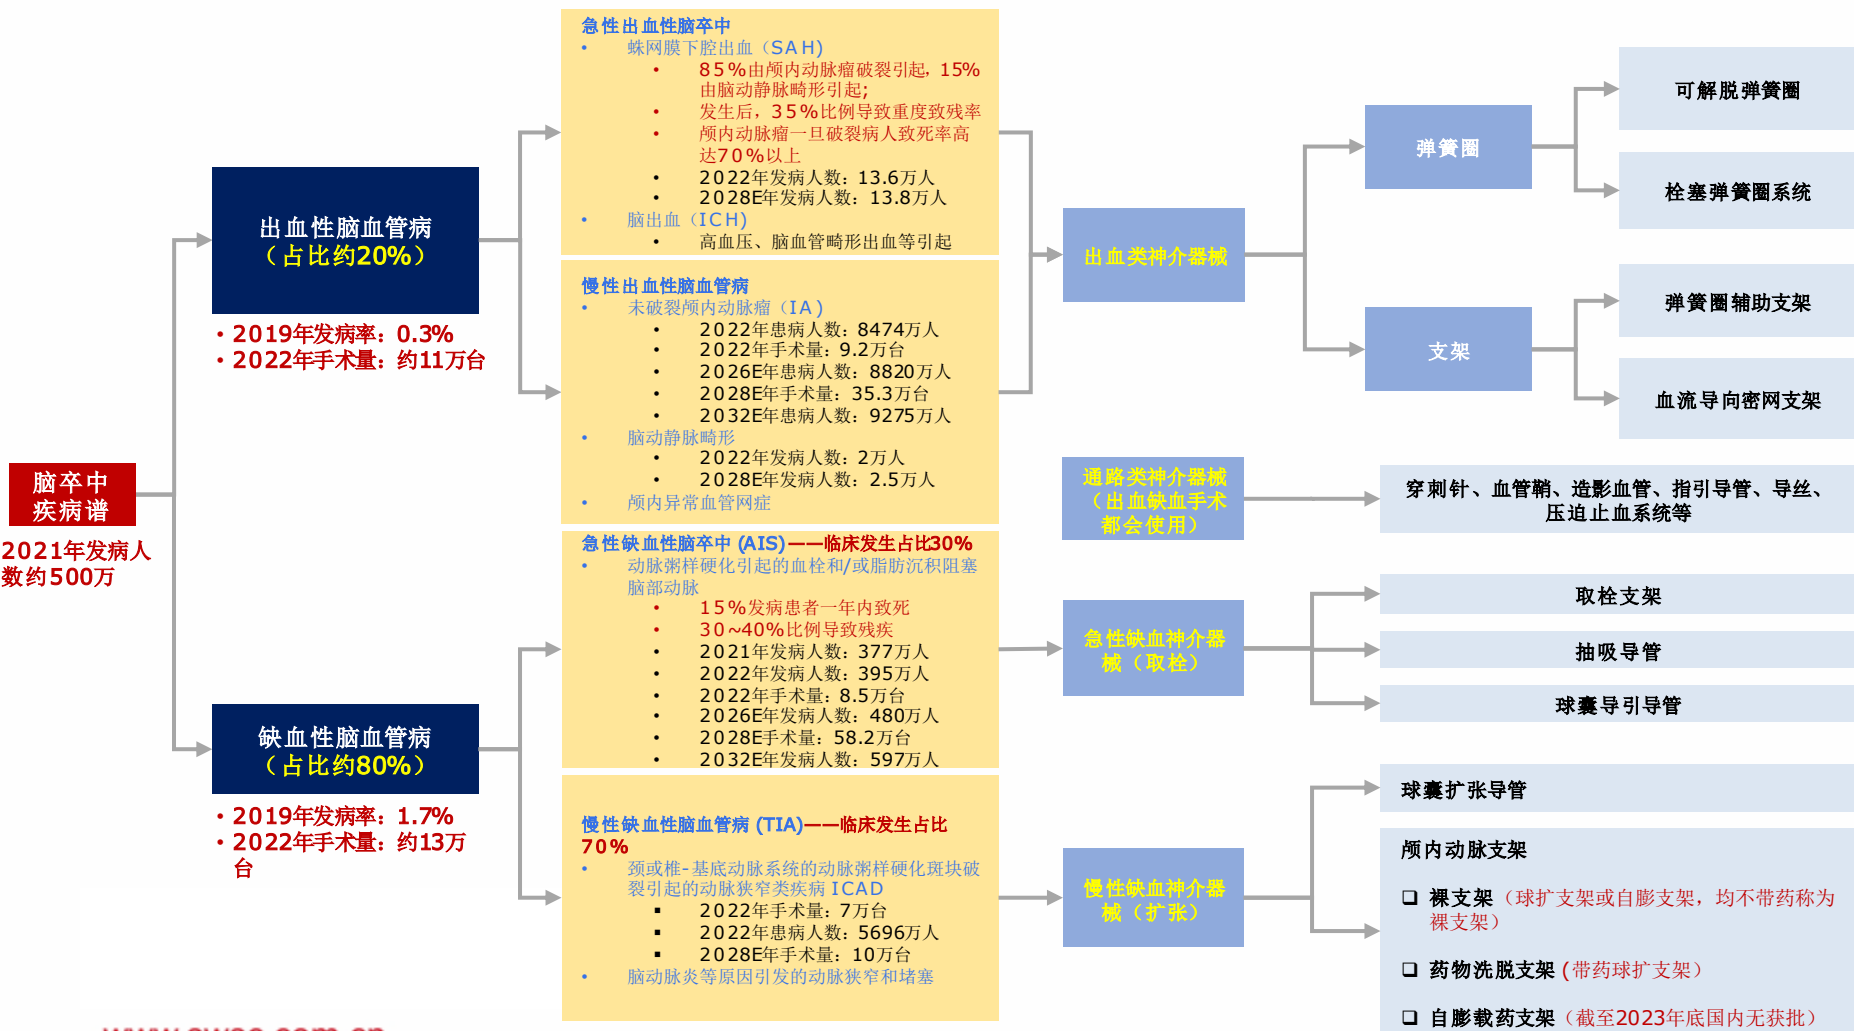 脑卒中
疾病谱
2021年发病人
数约500万
出血性脑血管病
（占比约20%）
• 2019年发病率：0.3%
• 2022年手术量：约11万台
缺血性脑血管病
（占比约80%）
• 2019年发病率：1.7%
• 2022年手术量：约13万
台
急性出血性脑卒中
• 蛛网膜下腔出血（SAH)
• 85%由颅内动脉瘤破裂引起，15%
由脑动静脉畸形引起;
• 发生后，35%比例导致重度致残率
• 颅内动脉瘤一旦破裂病人致死率高
达70%以上
• 2022年发病人数：13.6万人
• 2028E年发病人数：13.8万人
• 脑出血（ICH)
• 高血压、脑血管畸形出血等引起
慢性出血性脑血管病
• 未破裂颅内动脉瘤（IA）
• 2022年患病人数：8474万人
• 2022年手术量：9.2万台
• 2026E年患病人数：8820万人
• 2028E年手术量：35.3万台
• 2032E年患病人数：9275万人
• 脑动静脉畸形
• 2022年发病人数：2万人
• 2028E年发病人数：2.5万人
• 颅内异常血管网症
急性缺血性脑卒中 (AIS)——临床发生占比30%
• 动脉粥样硬化引起的血栓和/或脂肪沉积阻塞
脑部动脉
• 15%发病患者一年内致死
• 30~40%比例导致残疾
• 2021年发病人数：377万人
• 2022年发病人数：395万人
• 2022年手术量：8.5万台
• 2026E年发病人数：480万人
• 2028E手术量：58.2万台
• 2032E年发病人数：597万人
慢性缺血性脑血管病 (TIA)——临床发生占比
70%
• 颈或椎-基底动脉系统的动脉粥样硬化斑块破
裂引起的动脉狭窄类疾病 ICAD
▪ 2022年手术量：7万台
▪ 2022年患病人数：5696万人
▪ 2028E年手术量：10万台
• 脑动脉炎等原因引发的动脉狭窄和堵塞
出血类神介器械
弹簧圈
可解脱弹簧圈
栓塞弹簧圈系统
支架
弹簧圈辅助支架
血流导向密网支架
通路类神介器械
（出血缺血手术
都会使用）
穿刺针、血管鞘、造影血管、指引导管、导丝、
压迫止血系统等
急性缺血神介器
械（取栓）
取栓支架
抽吸导管
球囊导引导管
慢性缺血神介器
械（扩张）
球囊扩张导管
颅内动脉支架
❑ 裸支架（球扩支架或自膨支架，均不带药称为
裸支架）
❑ 药物洗脱支架 (带药球扩支架）
❑ 自膨载药支架（截至2023年底国内无获批）